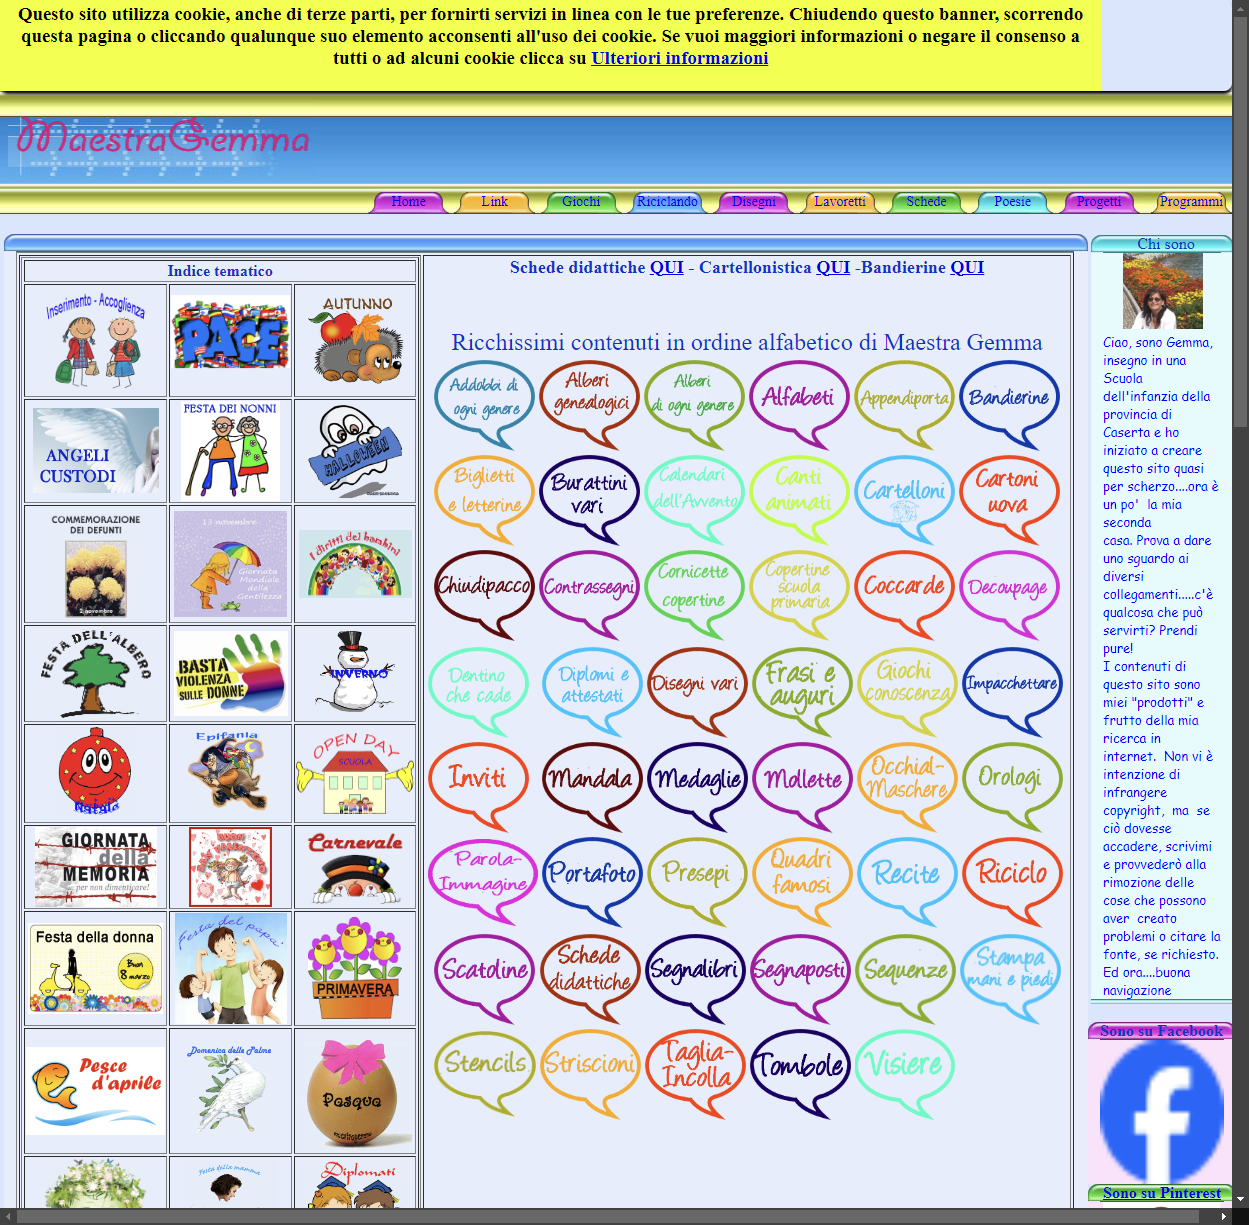 Questo sito utilizza cookie, anche di terze parti, per fornirti servizi in linea con le tue preferenze. Chiudendo questo banner, scorrendo
questa pagina o cliccando qualunque suo elemento acconsenti all'uso dei cookie. Se vuoi maggiori informazioni o negare il consenso a
tutti o ad alcuni cookie clicca su Ulteriori informazioni
MaestraGemma
Home Link Giochi Riciclando Disegni Lavoretti Schede Poesie Progetti Programmi
Indice tematico
Inserimento - Accoglienza
PACE
AUTUNNO
ANGELI
CUSTODI
FESTA DEI NONNI
HALLOWEEN
COMMEMORAZIONE
DEI DEFUNTI
2 novembre
13 novembre
Giornata
Mondiale
della
Gentilezza
I diritti dei bambini
FESTA DELL'ALBERO
BASTA
VIOLENZA
SULLE DONNE
INVERNO
Natale
Epifania
OPEN DAY
SCUOLA
GIORNATA
della
MEMORIA
... per non dimenticare!
BUON
SAN VALENTINO
Carnevale
Festa della donna
Buon
8 marzo
Festa del papa'
PRIMAVERA
Pesce
d'aprile
Domenica delle Palme
Pasqua
maestragemma
Festa della mamma
Diplomati
Schede didattiche QUI - Cartellonistica QUI -Bandierine QUI
Ricchissimi contenuti in ordine alfabetico di Maestra Gemma
Addobbi di
ogni genere
Alberi
genealogici
Alberi
di ogni genere
Alfabeti
Appendiporta
Bandierine
Biglietti
e letterine
Burattini
vari
Calendari
dell'Avvento
Canti
animati
Cartelloni
Cartoni
uova
Chiudipacco
Contrassegni
Cornicette
copertine
Copertine
scuola
primaria
Coccarde
Decoupage
Dentino
che cade
Diplomi e
attestati
Disegni vari
Frasi e
auguri
Giochi
conoscenza
Impacchettare
Inviti
Mandala
Medaglie
Mollette
Occhial-
Maschere
Orologi
Parola-
Immagine
Portafoto
Presepi
Quadri
famosi
Recite
Riciclo
Scatoline
Schede
didattiche
Segnalibri
Segnaposti
Sequenze
Stampa
mani e piedi
Stencils
Striscioni
Taglia-
Incolla
Tombole
Visiere
Chi sono
Ciao, sono Gemma,
insegno in una
Scuola
dell'infanzia della
provincia di
Caserta e ho
iniziato a creare
questo sito quasi
per scherzo....ora è
un po' la mia
seconda
casa. Prova a dare
uno sguardo ai
diversi
collegamenti.....c'è
qualcosa che può
servirti? Prendi
pure!
I contenuti di
questo sito sono
miei "prodotti" e
frutto della mia
ricerca in
internet. Non vi è
intenzione di
infrangere
copyright, ma se
ciò dovesse
accadere, scrivimi
e provvederò alla
rimozione delle
cose che possono
aver creato
problemi o citare la
fonte, se richiesto.
Ed ora....buona
navigazione
Sono su Facebook
Sono su Pinterest